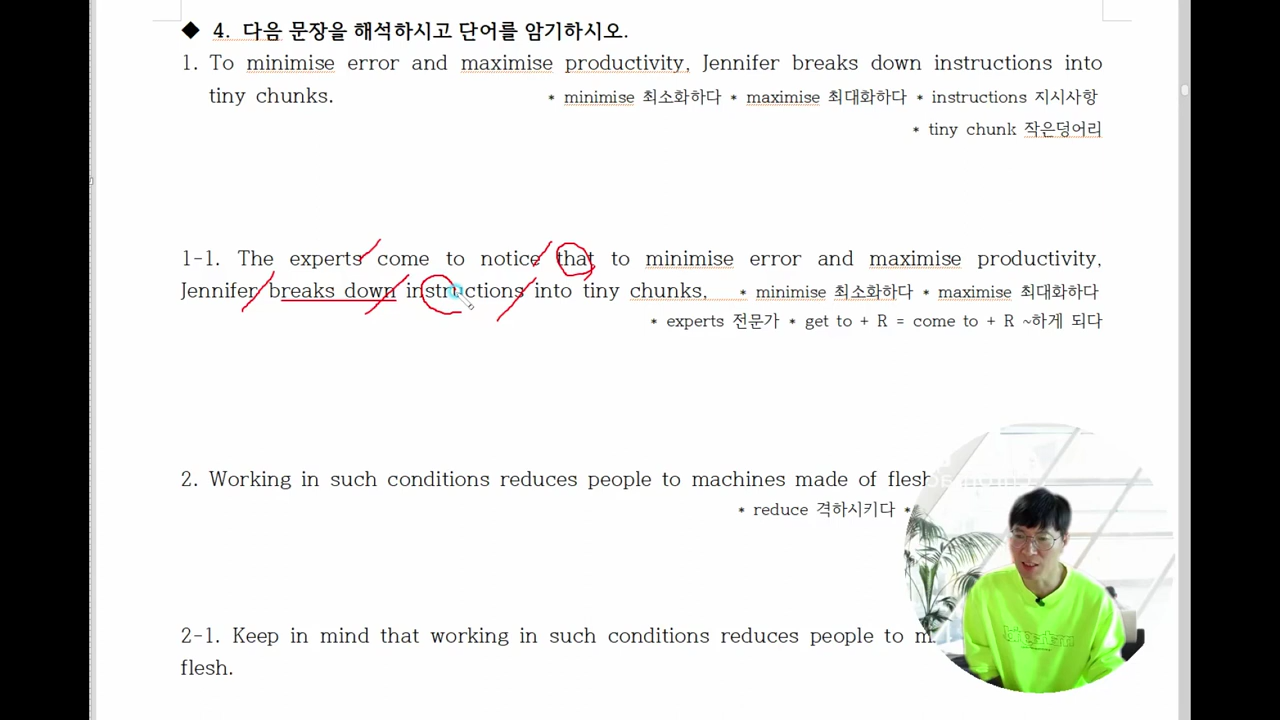 ◆ 4. 다음 문장을 해석하시고 단어를 암기하시오.
1. To minimise error and maximise productivity, Jennifer breaks down instructions into
tiny chunks. * minimise 최소화하다 * maximise 최대화하다 * instructions 지시사항
* tiny chunk 작은덩어리
1-1. The experts come to notice that to minimise error and maximise productivity,
Jennifer breaks down instructions into tiny chunks, * minimise 최소화하다 * maximise 최대화하다
* experts 전문가 * get to + R = come to + R ~하게 되다
2. Working in such conditions reduces people to machines made of flesh
* reduce 격하시키다 *
2-1. Keep in mind that working in such conditions reduces people to
flesh.